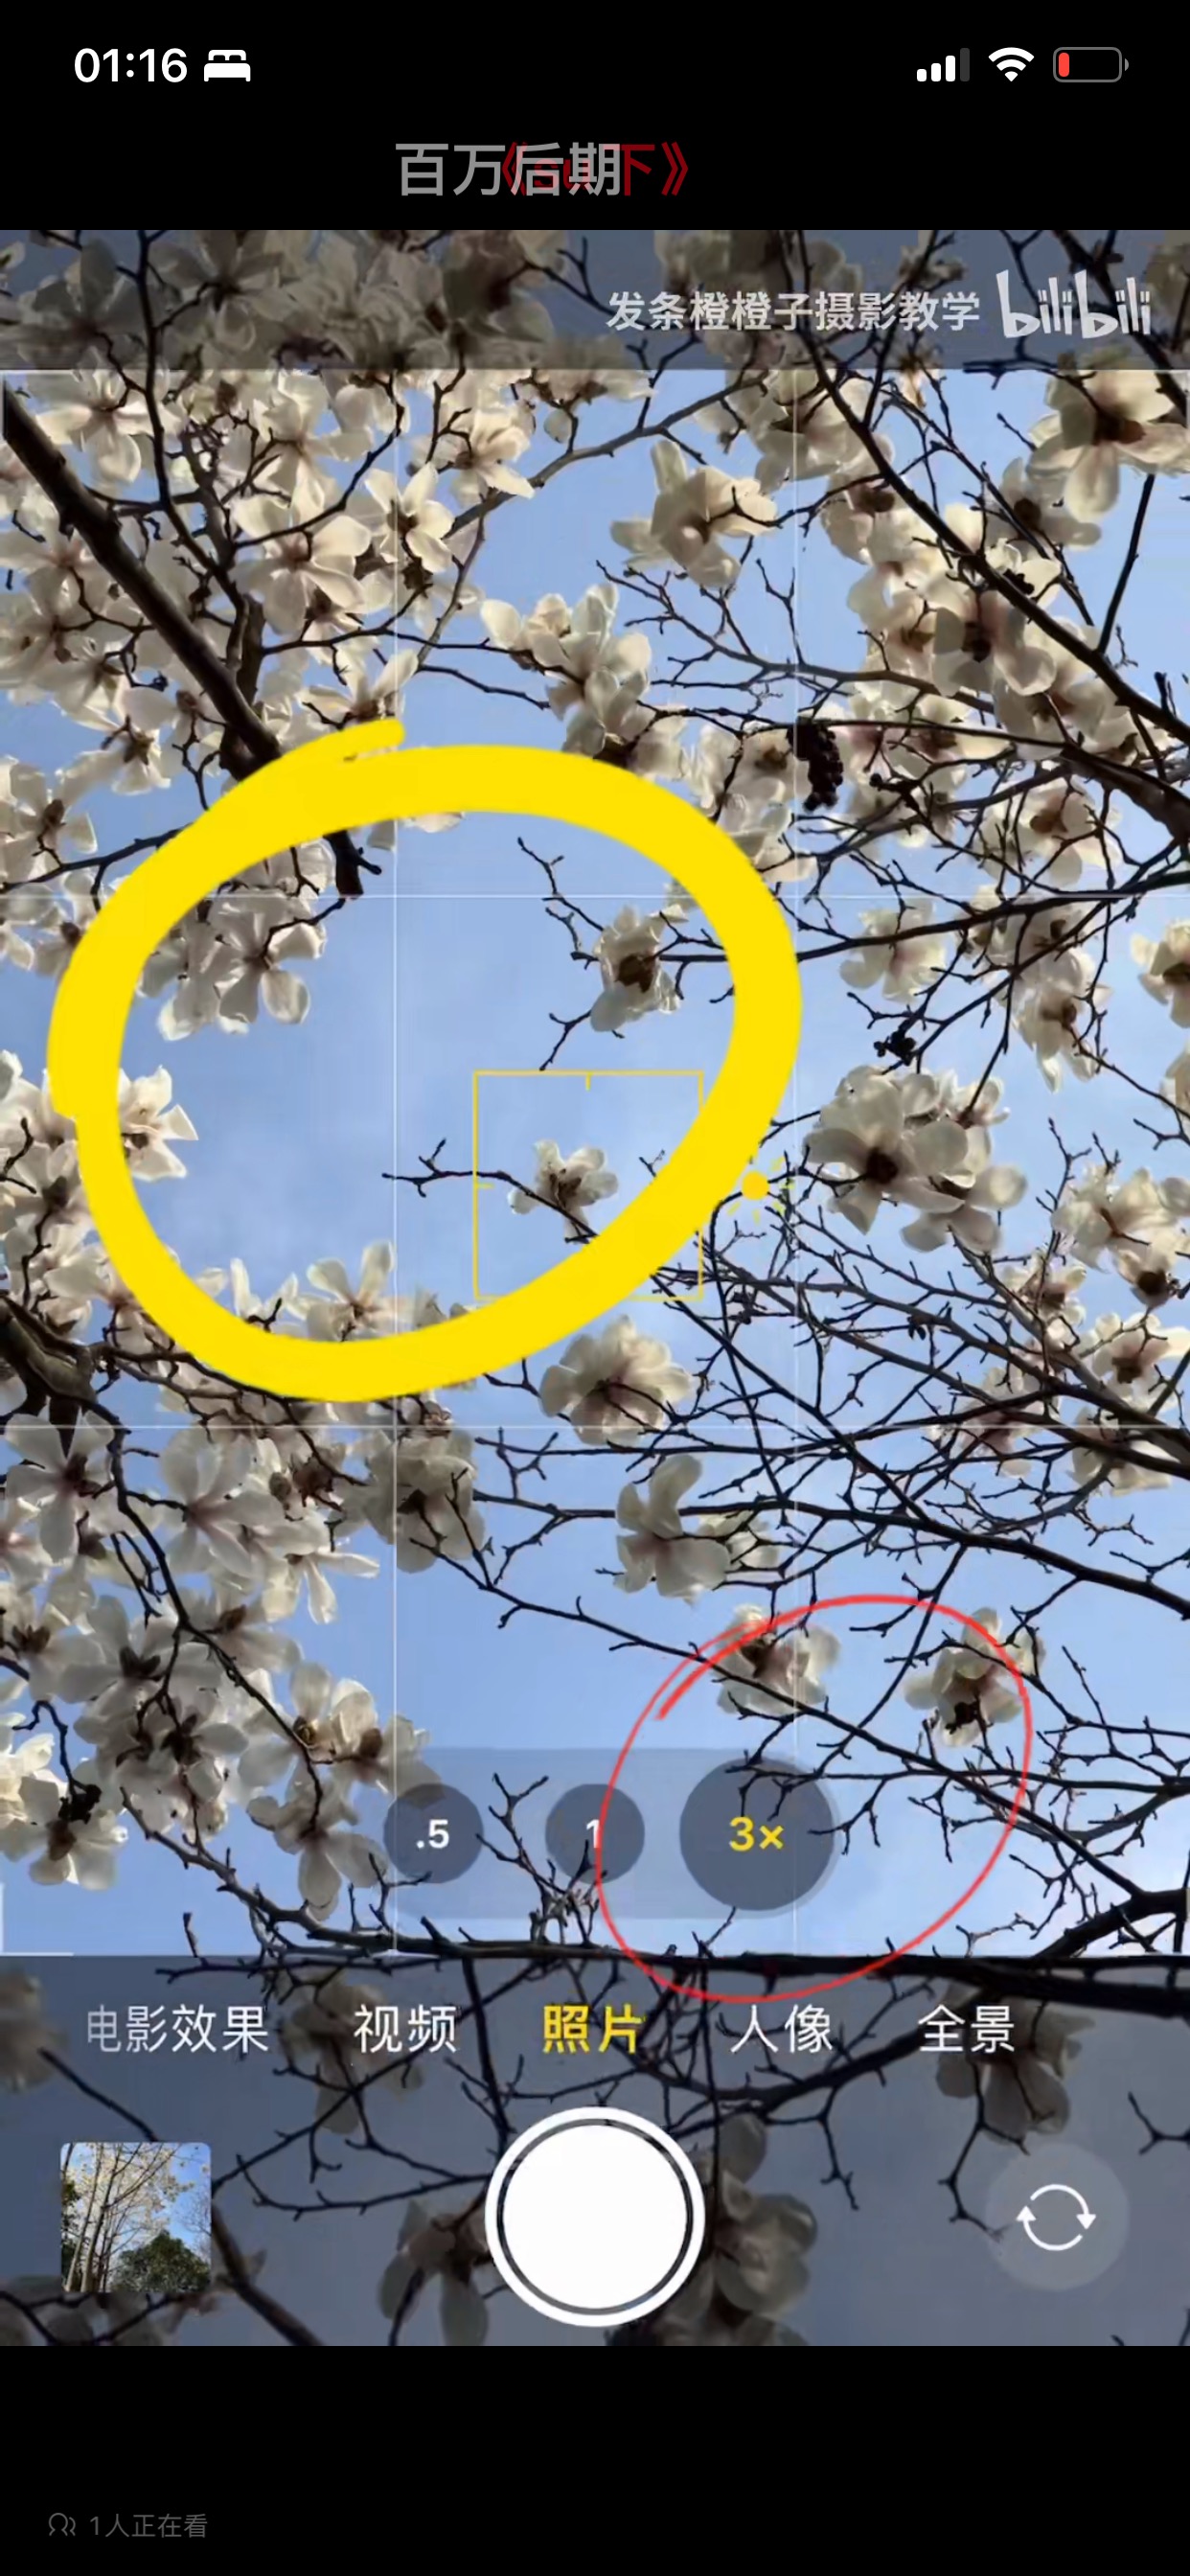 01:16
百万后期
下》
发条橙橙子摄影教学 bilibili
.5 1 3×
电影效果 视频 照片 人像 全景
1人正在看